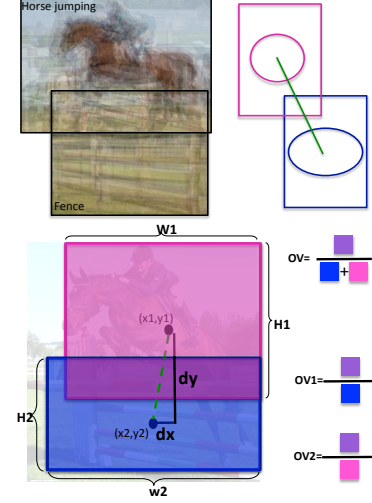 Horse jumping
Fence
W1
OV=
+
(x1,y1)
H1
dy
OV1=
H2
(x2,y2)
dx
OV2=
w2